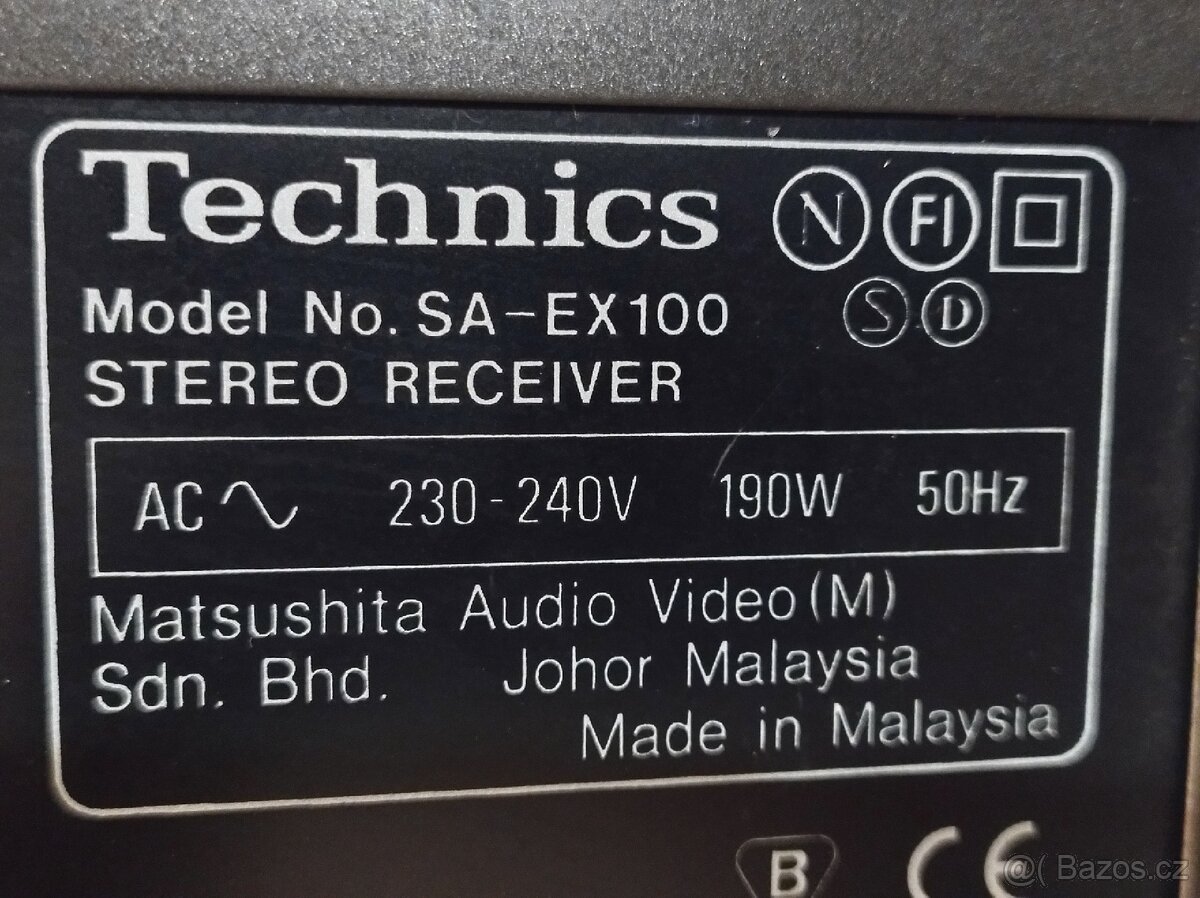 Technics N FI
Model No. SA-EX100 S D
STEREO RECEIVER
AC 230-240V 190W 50Hz
Matsushita Audio Video(M)
Sdn. Bhd. Johor Malaysia
Made in Malaysia
B CE
@( Bazos.cz